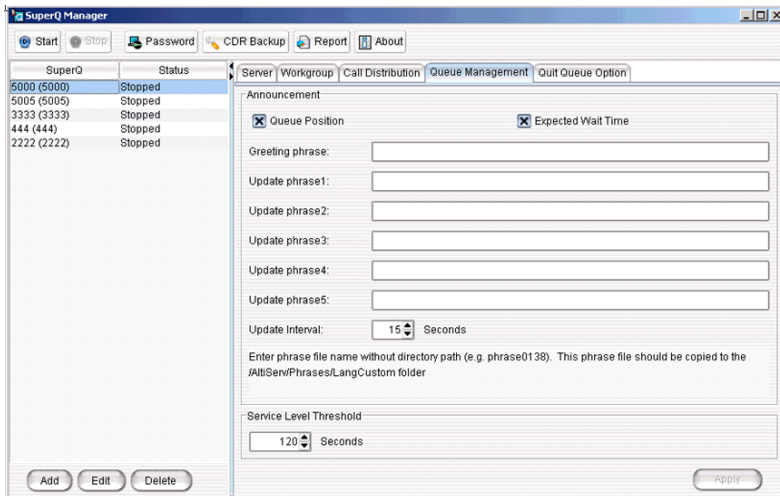 SuperQ Manager
Start Stop Password CDR Backup Report About
SuperQ Status
5000 (5000) Stopped
5005 (5005) Stopped
3333 (3333) Stopped
444 (444) Stopped
2222 (2222) Stopped
Add Edit Delete
Server Workgroup Call Distribution Queue Management Quit Queue Option
Announcement
Queue Position Expected Wait Time
Greeting phrase:
Update phrase1:
Update phrase2:
Update phrase3:
Update phrase4:
Update phrase5:
Update Interval: 15 Seconds
Enter phrase file name without directory path (e.g. phrase0138). This phrase file should be copied to the
/AltiServ/Phrases/LangCustom folder
Service Level Threshold
120 Seconds
Apply